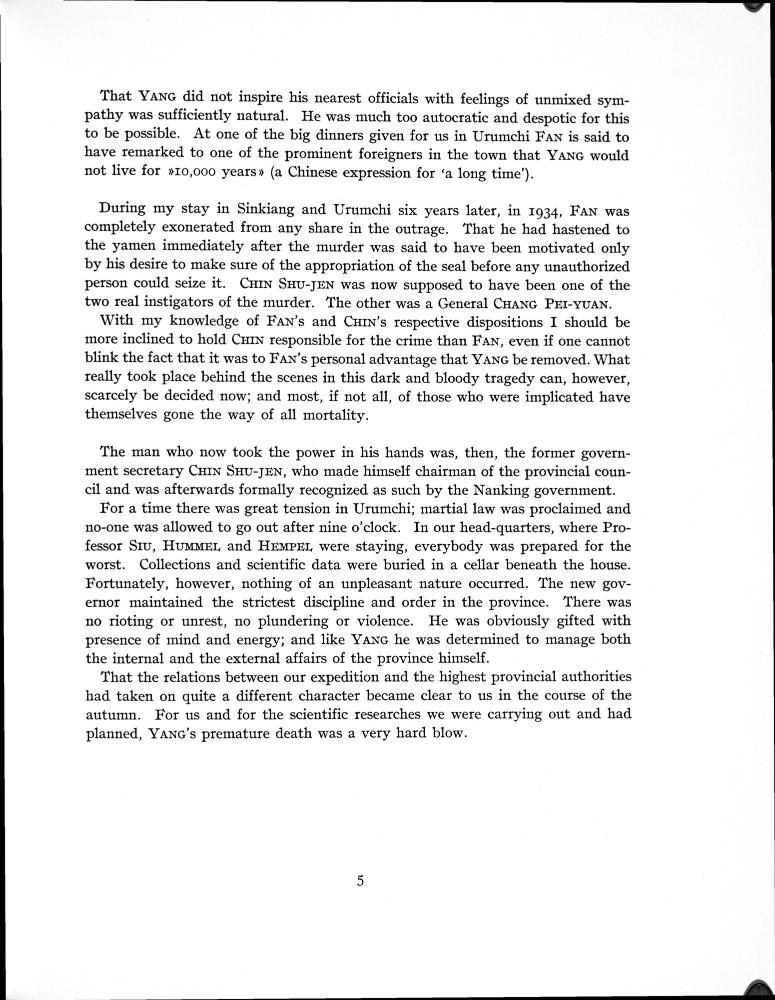 That YANG did not inspire his nearest officials with feelings of unmixed sym-
pathy was sufficiently natural. He was much too autocratic and despotic for this
to be possible. At one of the big dinners given for us in Urumchi FAN is said to
have remarked to one of the prominent foreigners in the town that YANG would
not live for »10,000 years» (a Chinese expression for 'a long time').
During my stay in Sinkiang and Urumchi six years later, in 1934, FAN was
completely exonerated from any share in the outrage. That he had hastened to
the yamen immediately after the murder was said to have been motivated only
by his desire to make sure of the appropriation of the seal before any unauthorized
person could seize it. CHIN SHU-JEN was now supposed to have been one of the
two real instigators of the murder. The other was a General CHANG PEI-YUAN.
With my knowledge of FAN's and CHIN's respective dispositions I should be
more inclined to hold CHIN responsible for the crime than FAN, even if one cannot
blink the fact that it was to FAN's personal advantage that YANG be removed. What
really took place behind the scenes in this dark and bloody tragedy can, however,
scarcely be decided now; and most, if not all, of those who were implicated have
themselves gone the way of all mortality.
The man who now took the power in his hands was, then, the former govern-
ment secretary CHIN SHU-JEN, who made himself chairman of the provincial coun-
cil and was afterwards formally recognized as such by the Nanking government.
For a time there was great tension in Urumchi; martial law was proclaimed and
no-one was allowed to go out after nine o'clock. In our head-quarters, where Pro-
fessor SIU, HUMMEL and HEMPEL were staying, everybody was prepared for the
worst. Collections and scientific data were buried in a cellar beneath the house.
Fortunately, however, nothing of an unpleasant nature occurred. The new gov-
ernor maintained the strictest discipline and order in the province. There was
no rioting or unrest, no plundering or violence. He was obviously gifted with
presence of mind and energy; and like YANG he was determined to manage both
the internal and the external affairs of the province himself.
That the relations between our expedition and the highest provincial authorities
had taken on quite a different character became clear to us in the course of the
autumn. For us and for the scientific researches we were carrying out and had
planned, YANG's premature death was a very hard blow.
5